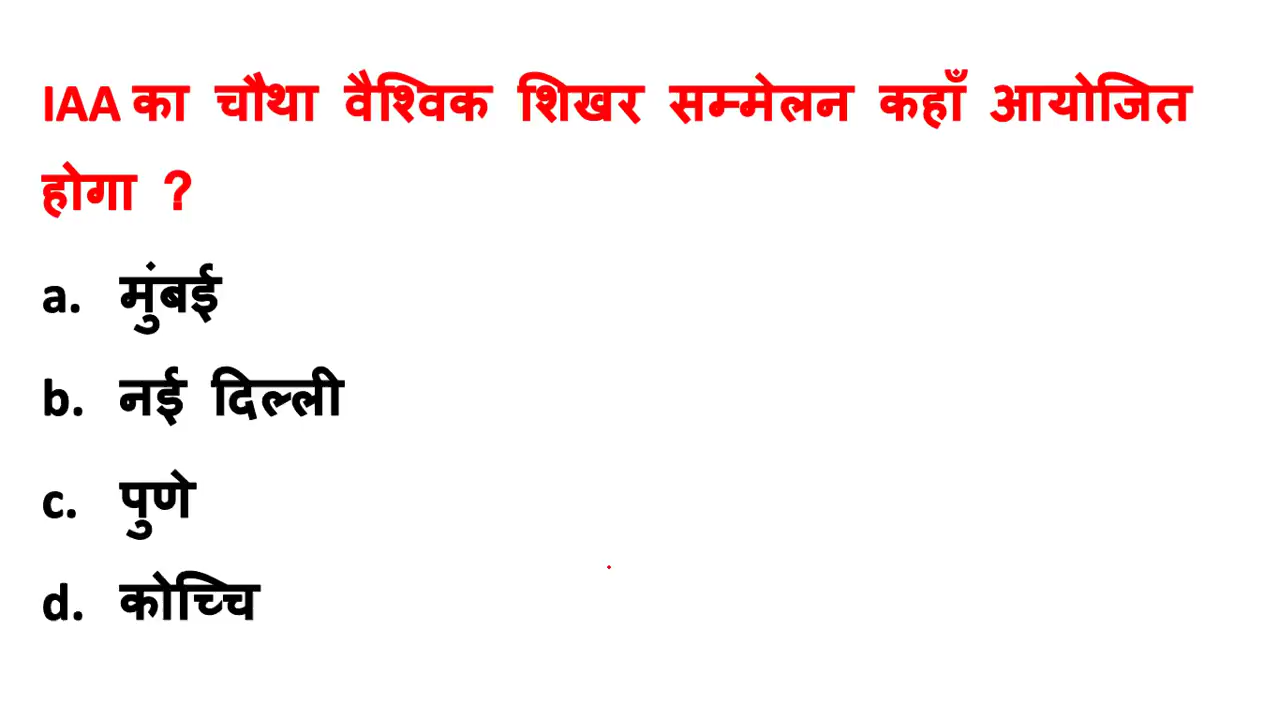 IAA का चौथा वैश्विक शिखर सम्मेलन कहाँ आयोजित
होगा ?
a. मुंबई
b. नई दिल्ली
c. पुणे
d. कोच्चि